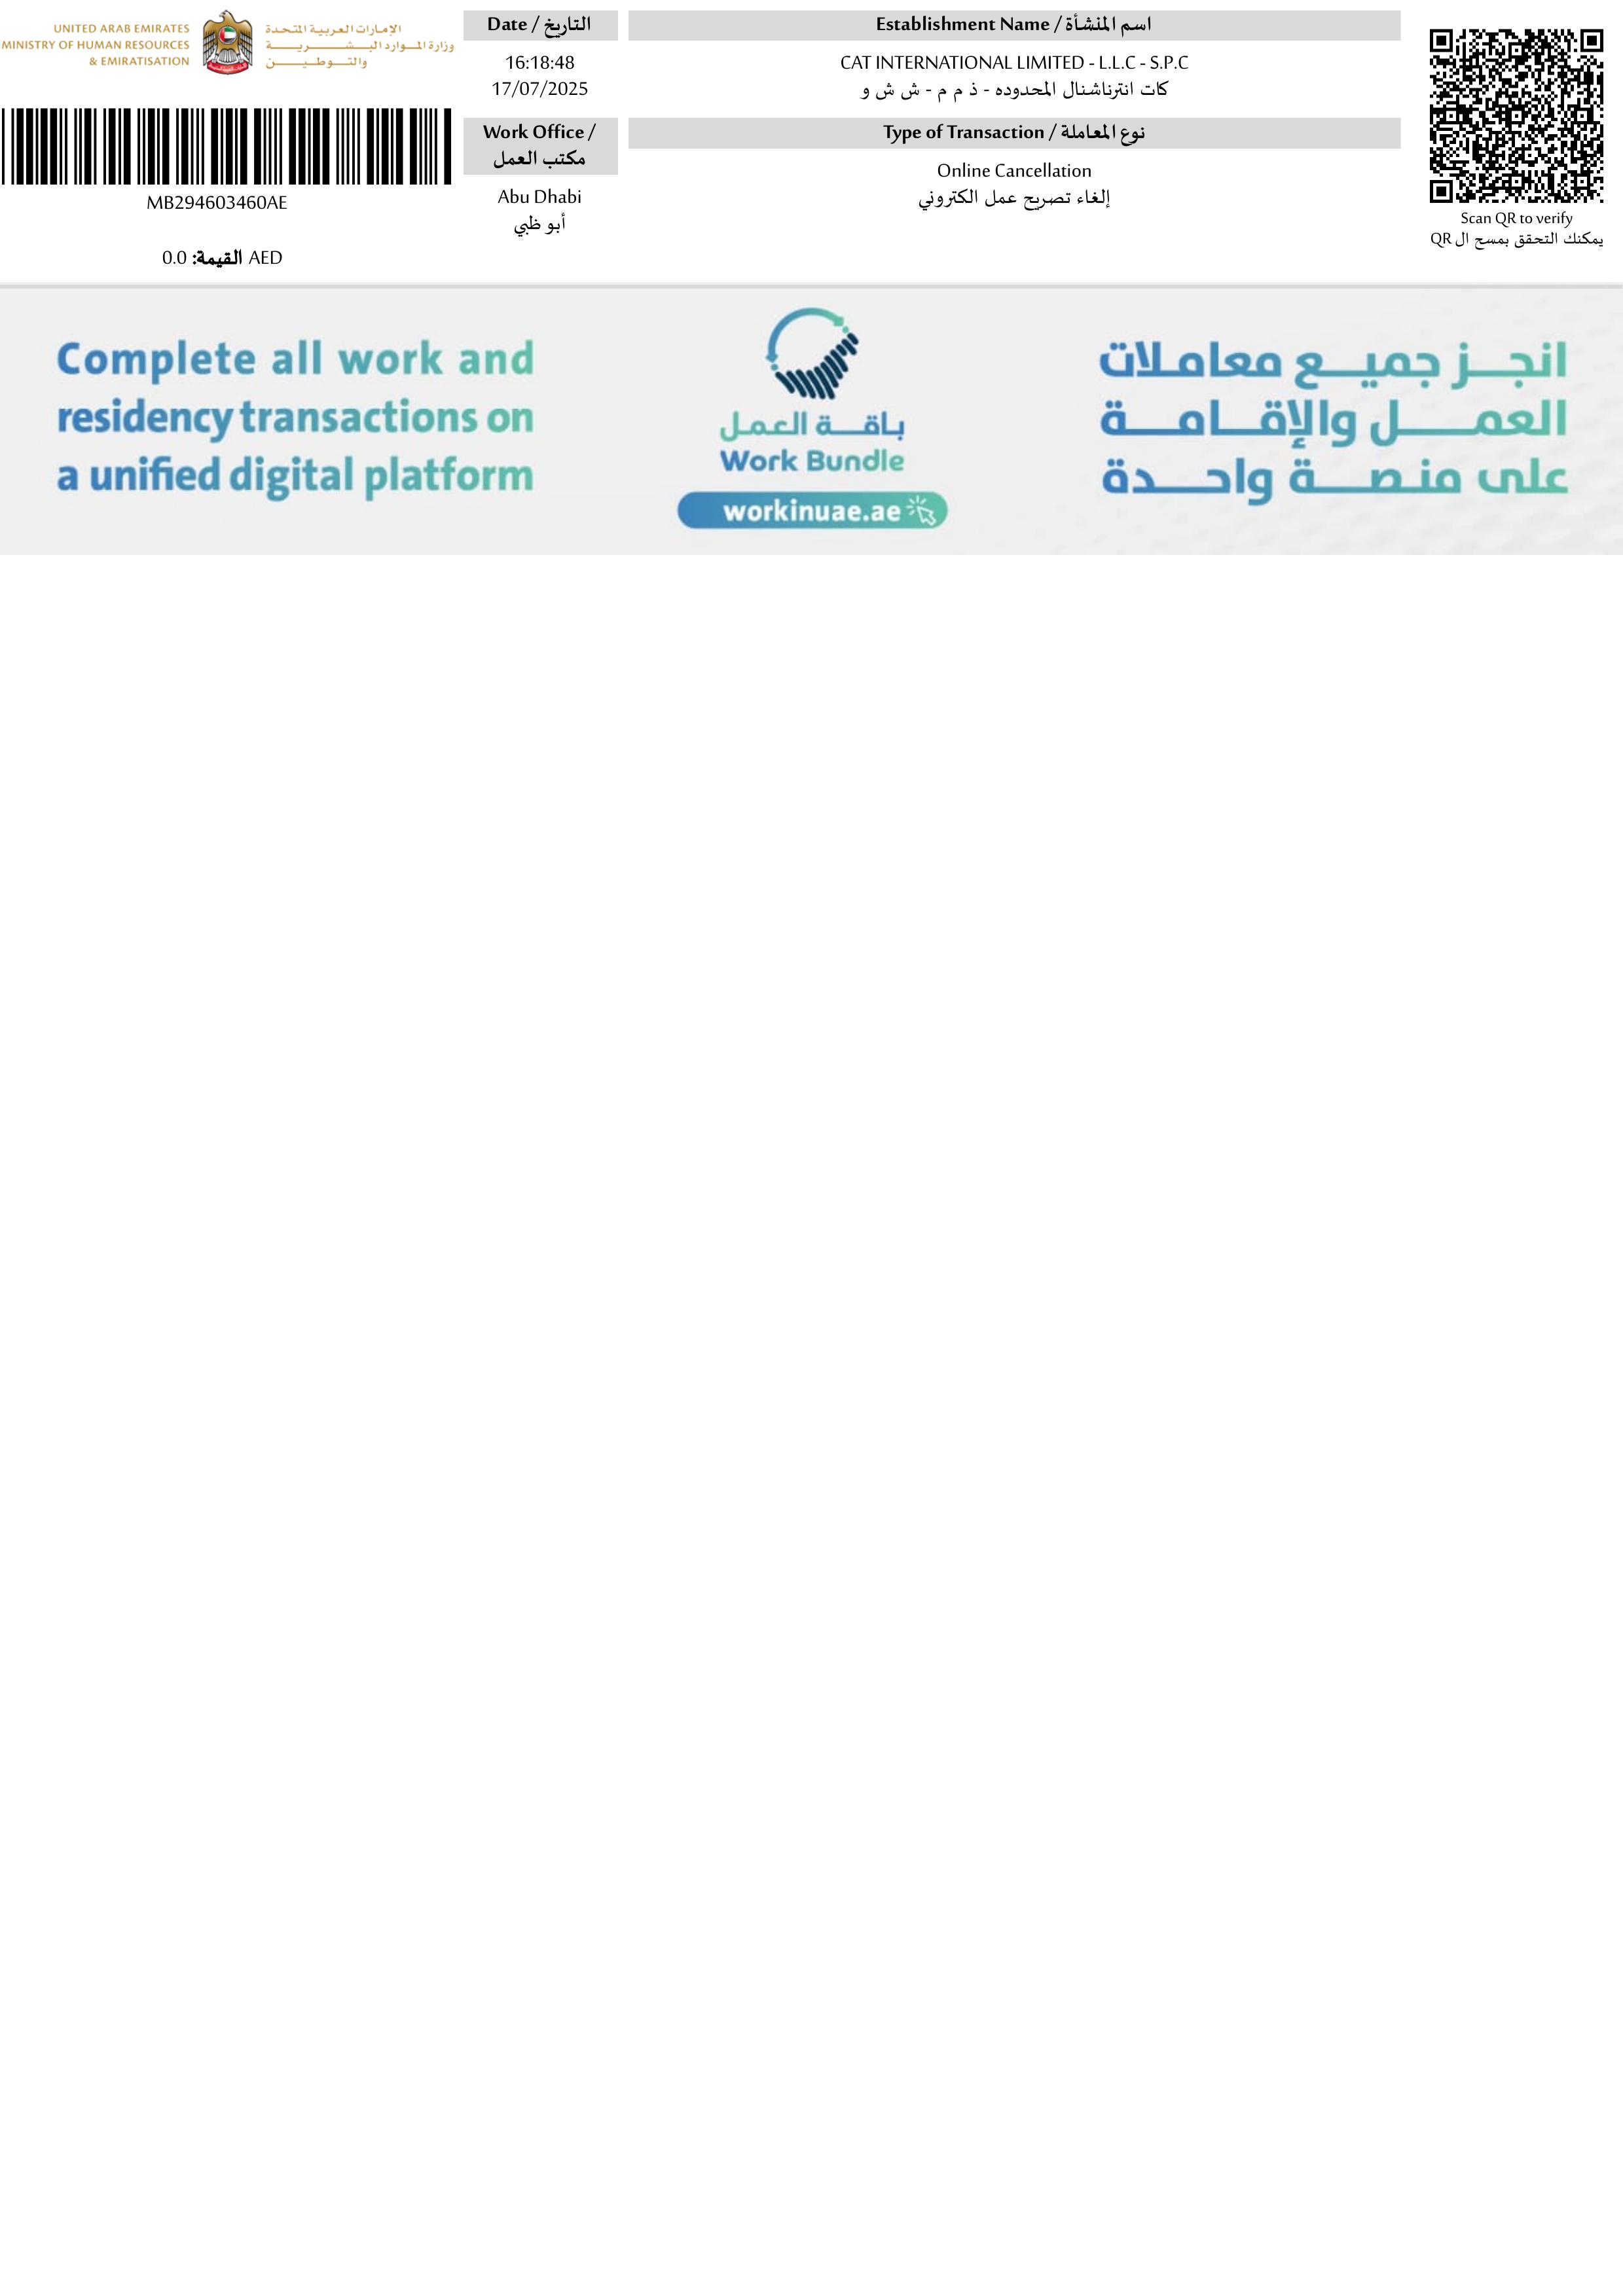 UNITED ARAB EMIRATES
MINISTRY OF HUMAN RESOURCES
& EMIRATISATION
الإمارات العربية المتحدة
وزارة الموارد البشرية
والتوطين
MB294603460AE
القيمة: 0.0 AED
Date / التاريخ
16:18:48
17/07/2025
Work Office /
مكتب العمل
Abu Dhabi
أبو ظبي
Establishment Name / اسم المنشأة
CAT INTERNATIONAL LIMITED - L.L.C - S.P.C
كات انترناشنال المحدوده - ذ م م - ش ش و
Type of Transaction / نوع المعاملة
Online Cancellation
إلغاء تصريح عمل الكتروني
Scan QR to verify
يمكنك التحقق بمسح ال QR
Complete all work and
residency transactions on
a unified digital platform
باقة العمل
Work Bundle
workinuae.ae
انجز جميع معاملات
العمل والإقامة
على منصة واحدة